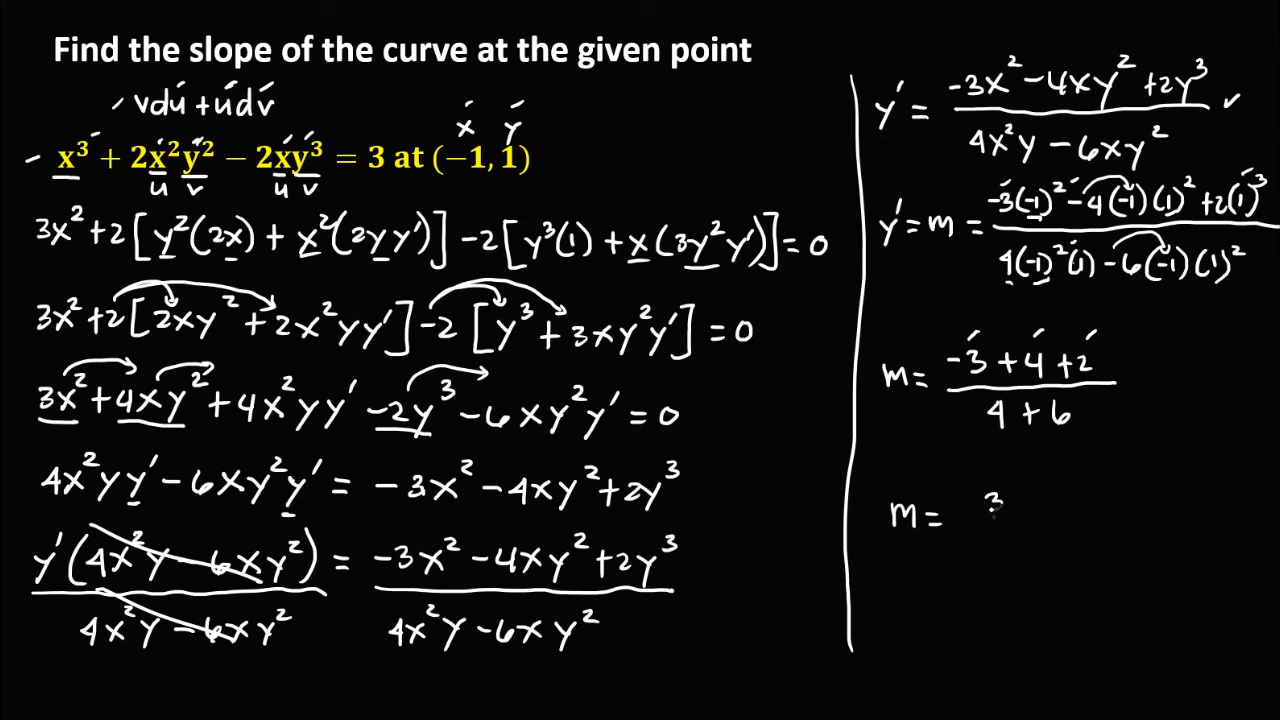 Find the slope of the curve at the given point
vdu + udv
x y
x³ + 2x²y² − 2xy³ = 3 at (−1, 1)
u v u v
3x² + 2[y²(2x) + x²(2yy')] − 2[y³(1) + x(3y²y')] = 0
3x² + 2[2xy² + 2x²yy'] − 2[y³ + 3xy²y'] = 0
3x² + 4xy² + 4x²yy' − 2y³ − 6xy²y' = 0
4x²yy' − 6xy²y' = −3x² − 4xy² + 2y³
y'(4x²y − 6xy²) = −3x² − 4xy² + 2y³
4x²y − 6xy² 4x²y − 6xy²
y' = −3x² − 4xy² + 2y³
4x²y − 6xy²
y' = m = −3(−1)² − 4(−1)(1)² + 2(1)³
4(−1)²(1) − 6(−1)(1)²
m = −3 + 4 + 2
4 + 6
m = 3